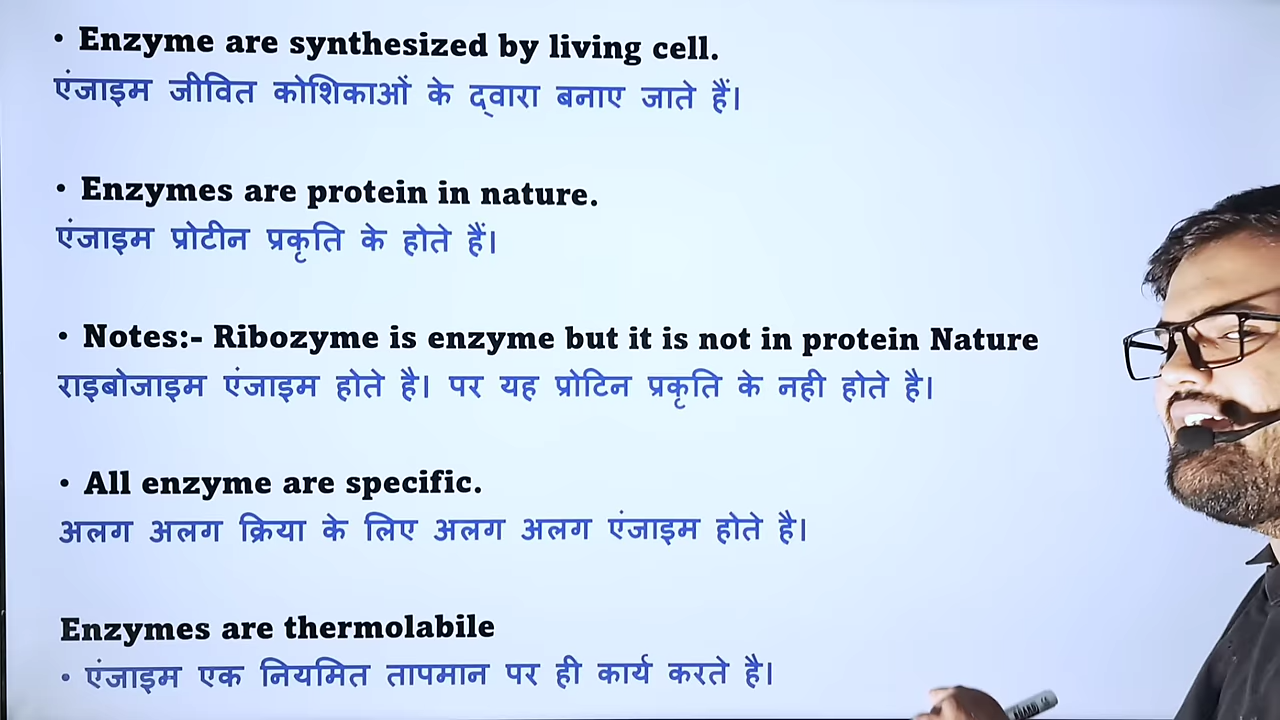 • Enzyme are synthesized by living cell.
एंजाइम जीवित कोशिकाओं के द्वारा बनाए जाते हैं।
• Enzymes are protein in nature.
एंजाइम प्रोटीन प्रकृति के होते हैं।
• Notes:- Ribozyme is enzyme but it is not in protein Nature
राइबोजाइम एंजाइम होते है। पर यह प्रोटिन प्रकृति के नही होते है।
• All enzyme are specific.
अलग अलग क्रिया के लिए अलग अलग एंजाइम होते है।
Enzymes are thermolabile
• एंजाइम एक नियमित तापमान पर ही कार्य करते है।